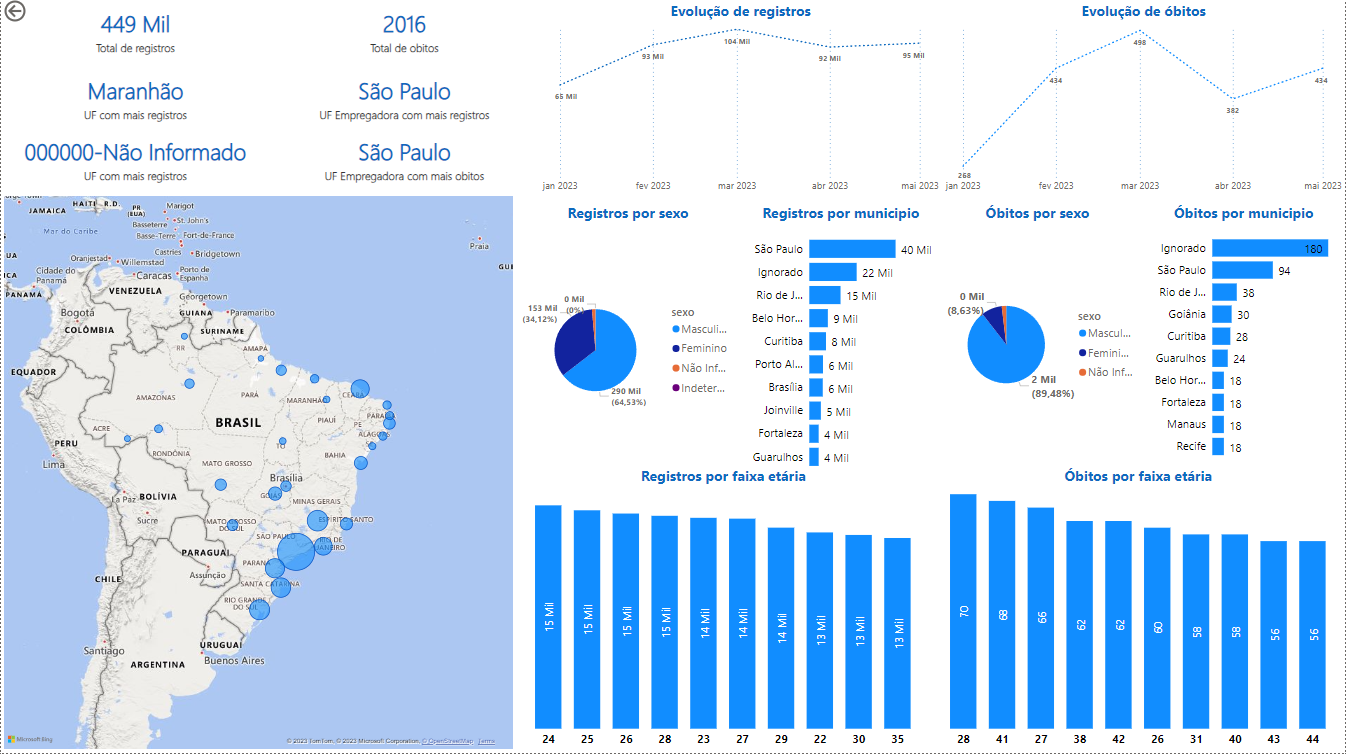 449 Mil
Total de registros
2016
Total de obitos
Maranhão
UF com mais registros
São Paulo
UF Empregadora com mais registros
000000-Não Informado
UF com mais registros
São Paulo
UF Empregadora com mais obitos
Evolução de registros
66 Mil
93 Mil
104 Mil
92 Mil
95 Mil
jan 2023
fev 2023
mar 2023
abr 2023
mai 2023
Evolução de óbitos
268
434
498
382
434
jan 2023
fev 2023
mar 2023
abr 2023
mai 2023
HAITI
R.D.
JAMAICA
PR
(EUA)
Marigot
St. John's
Basseterre
Mar do Caribe
Basse-Terre
Fort-de-France
Castries
Bridgetown
Praia
Oranjestad
Willemstad
Cidade do
Panamá
Caracas
Porto de
Espanha
PANAMÁ
VENEZUELA
Georgetown
Bogotá
GUIANA
Paramaribo
COLÔMBIA
SURINAME
RR
AMAPÁ
EQUADOR
AMAZONAS
PARÁ
MARANHÃO
CEARÁ
PIAUÍ
PARAÍBA
PE
ACRE
BRASIL
ALAGOAS
SE
PERU
TO
RONDÔNIA
BAHIA
Lima
MATO GROSSO
Brasília
La Paz
BOLÍVIA
GOIÁS
MINAS GERAIS
Sucre
MATO GROSSO
DO SUL
ESPÍRITO SANTO
SÃO PAULO
RIO DE
JANEIRO
PARAGUAI
PARANÁ
Assunção
CHILE
SANTA CATARINA
RIO GRANDE
DO SUL
URUGUAI
Santiago
Buenos Aires
ARGENTINA
Microsoft Bing
© 2023 TomTom, © 2023 Microsoft Corporation, © OpenStreetMap Terms
Registros por sexo
0 Mil
(0%)
153 Mil
(34,12%)
290 Mil
(64,53%)
sexo
Masculi...
Feminino
Não Inf...
Indeter...
Registros por municipio
São Paulo 40 Mil
Ignorado 22 Mil
Rio de J... 15 Mil
Belo Hor... 9 Mil
Curitiba 8 Mil
Porto Al... 6 Mil
Brasília 6 Mil
Joinville 5 Mil
Fortaleza 4 Mil
Guarulhos 4 Mil
Óbitos por sexo
0 Mil
(8,63%)
2 Mil
(89,48%)
sexo
Mascul...
Femini...
Não Inf...
Óbitos por municipio
Ignorado 180
São Paulo 94
Rio de J... 38
Goiânia 30
Curitiba 28
Guarulhos 24
Belo Hor... 18
Fortaleza 18
Manaus 18
Recife 18
Registros por faixa etária
15 Mil
15 Mil
15 Mil
15 Mil
14 Mil
14 Mil
14 Mil
13 Mil
13 Mil
13 Mil
24 25 26 28 23 27 29 22 30 35
Óbitos por faixa etária
70 68 66 62 62 60 58 58 56 56
28 41 27 38 42 26 31 40 43 44